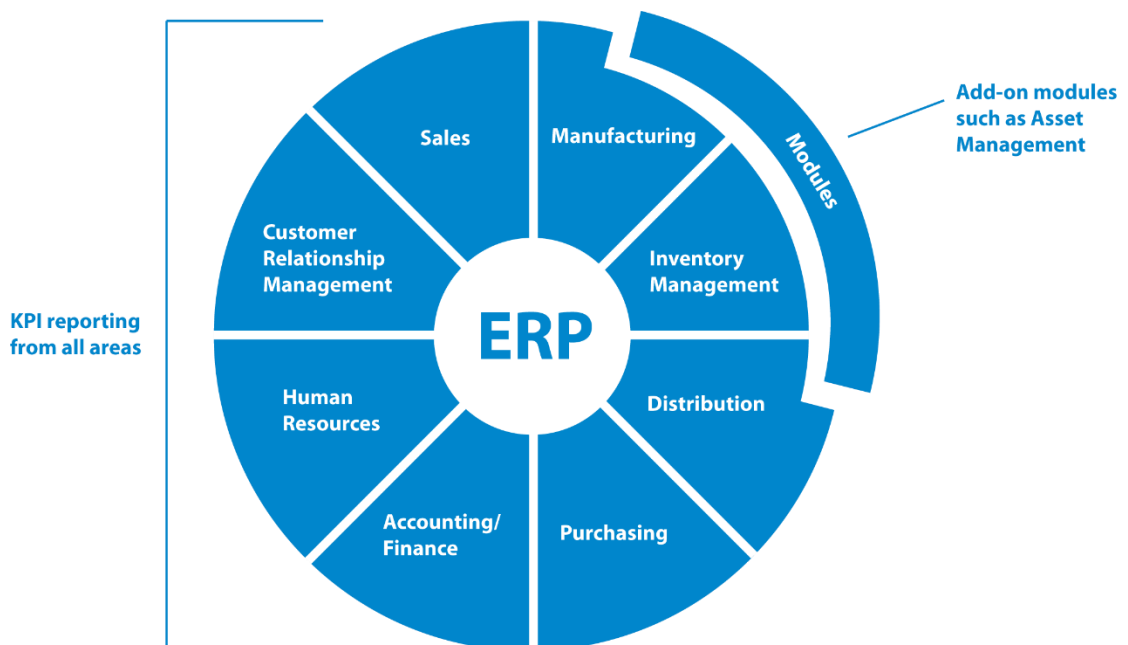 Add-on modules
such as Asset
Management
Modules
Sales
Manufacturing
Customer
Relationship
Management
Inventory
Management
ERP
KPI reporting
from all areas
Human
Resources
Distribution
Accounting/
Finance
Purchasing